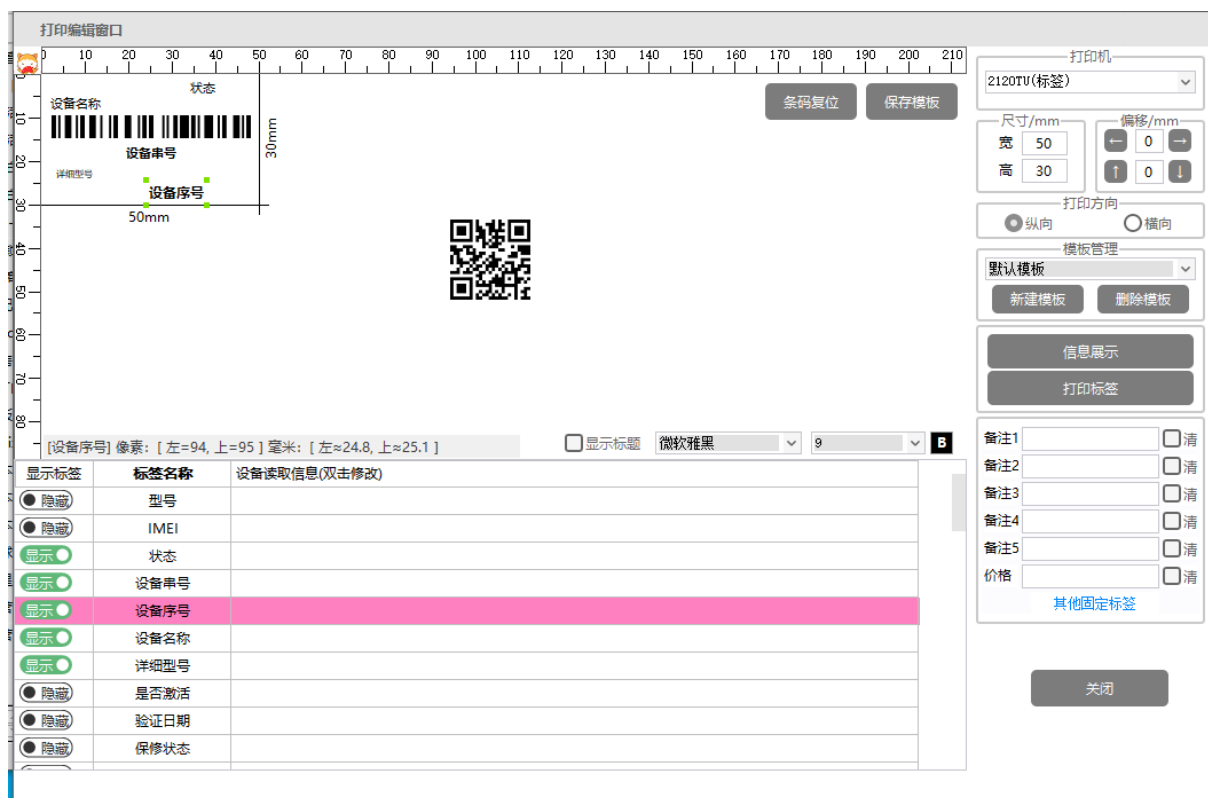 打印编辑窗口
0 10 20 30 40 50 60 70 80 90 100 110 120 130 140 150 160 170 180 190 200 210
状态
设备名称
设备串号
详细型号
设备序号
30mm
50mm
0
10
20
30
40
50
60
70
80
条码复位 保存模板
[设备序号] 像素: [ 左=94, 上=95 ] 毫米: [ 左≈24.8, 上≈25.1 ]
显示标题 微软雅黑 9 B
显示标签 标签名称 设备读取信息(双击修改)
隐藏 型号
隐藏 IMEI
显示 状态
显示 设备串号
显示 设备序号
显示 设备名称
显示 详细型号
隐藏 是否激活
隐藏 验证日期
隐藏 保修状态
打印机
2120TU(标签)
尺寸/mm
宽 50
高 30
偏移/mm
← 0 →
↑ 0 ↓
打印方向
纵向 横向
模板管理
默认模板
新建模板 删除模板
信息展示
打印标签
备注1 清
备注2 清
备注3 清
备注4 清
备注5 清
价格 清
其他固定标签
关闭